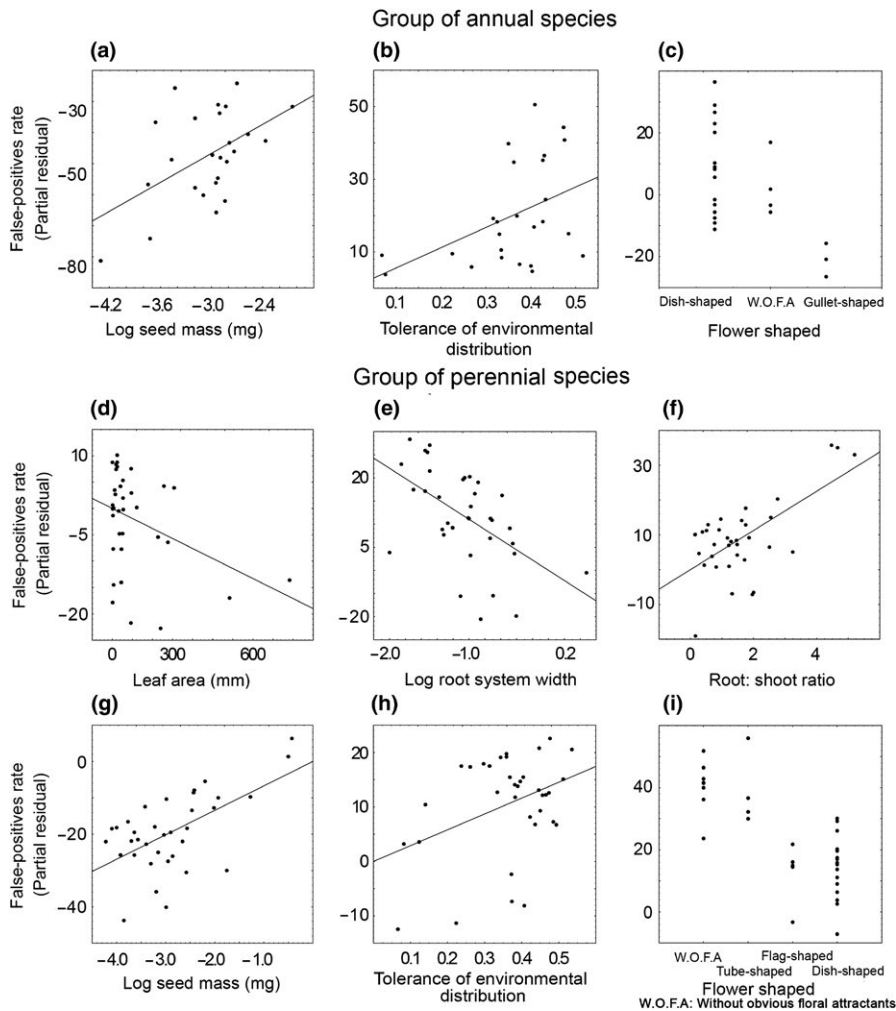 Group of annual species
(a)
(b)
(c)
False-positives rate
(Partial residual)
−30
−50
−80
−4.2 −3.6 −3.0 −2.4
Log seed mass (mg)
50
30
10
0.1 0.2 0.3 0.4 0.5
Tolerance of environmental
distribution
20
0
−20
Dish-shaped W.O.F.A Gullet-shaped
Flower shaped
Group of perennial species
(d)
(e)
(f)
False-positives rate
(Partial residual)
10
−5
−20
0 300 600
Leaf area (mm)
20
5
−20
−2.0 −1.0 0.2
Log root system width
30
10
−10
0 2 4
Root: shoot ratio
(g)
(h)
(i)
False-positives rate
(Partial residual)
0
−20
−40
−4.0 −3.0 −2.0 −1.0
Log seed mass (mg)
20
10
0
−10
0.1 0.2 0.3 0.4 0.5
Tolerance of environmental
distribution
40
20
0
W.O.F.A Flag-shaped
Tube-shaped Dish-shaped
Flower shaped
W.O.F.A: Without obvious floral attractants